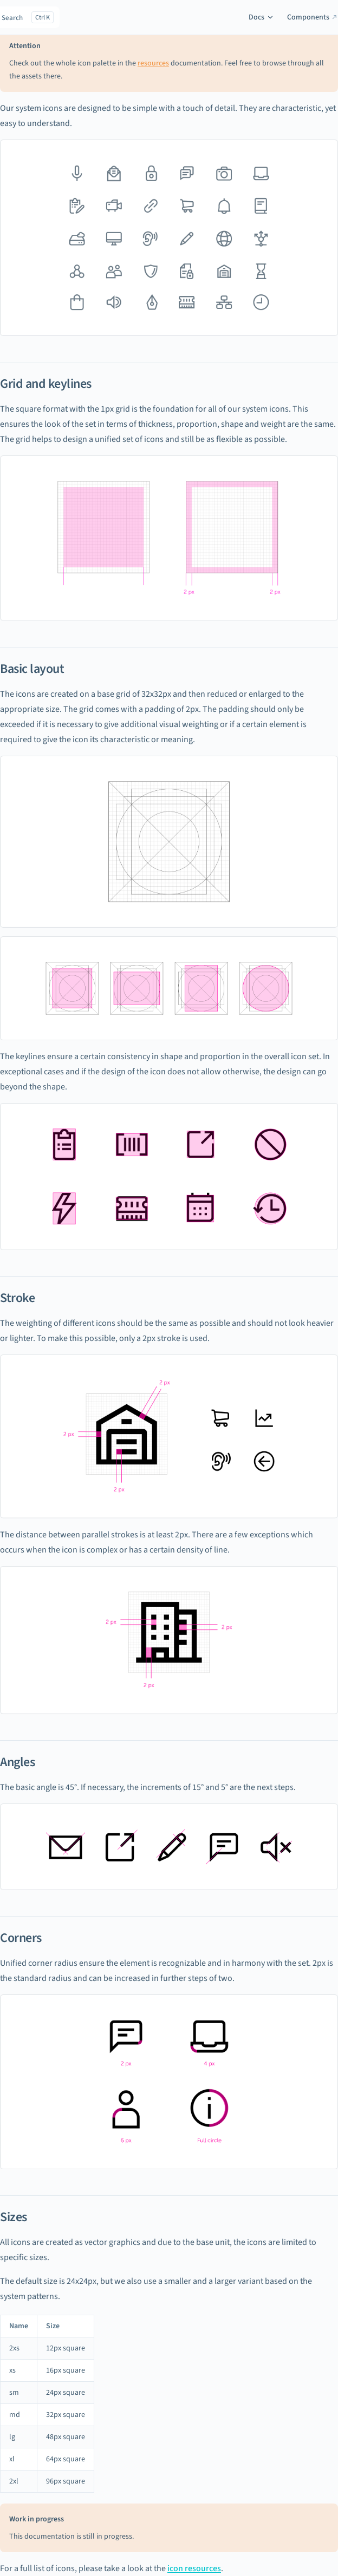 Search Ctrl K Docs Components
Attention
Check out the whole icon palette in the resources documentation. Feel free to browse through all
the assets there.
Our system icons are designed to be simple with a touch of detail. They are characteristic, yet
easy to understand.
Grid and keylines
The square format with the 1px grid is the foundation for all of our system icons. This
ensures the look of the set in terms of thickness, proportion, shape and weight are the same.
The grid helps to design a unified set of icons and still be as flexible as possible.
2 px 2 px
Basic layout
The icons are created on a base grid of 32x32px and then reduced or enlarged to the
appropriate size. The grid comes with a padding of 2px. The padding should only be
exceeded if it is necessary to give additional visual weighting or if a certain element is
required to give the icon its characteristic or meaning.
The keylines ensure a certain consistency in shape and proportion in the overall icon set. In
exceptional cases and if the design of the icon does not allow otherwise, the design can go
beyond the shape.
Stroke
The weighting of different icons should be the same as possible and should not look heavier
or lighter. To make this possible, only a 2px stroke is used.
2 px
2 px
2 px
The distance between parallel strokes is at least 2px. There are a few exceptions which
occurs when the icon is complex or has a certain density of line.
2 px
2 px
2 px
Angles
The basic angle is 45°. If necessary, the increments of 15° and 5° are the next steps.
Corners
Unified corner radius ensure the element is recognizable and in harmony with the set. 2px is
the standard radius and can be increased in further steps of two.
2 px 4 px
6 px Full circle
Sizes
All icons are created as vector graphics and due to the base unit, the icons are limited to
specific sizes.
The default size is 24x24px, but we also use a smaller and a larger variant based on the
system patterns.
Name Size
2xs 12px square
xs 16px square
sm 24px square
md 32px square
lg 48px square
xl 64px square
2xl 96px square
Work in progress
This documentation is still in progress.
For a full list of icons, please take a look at the icon resources.